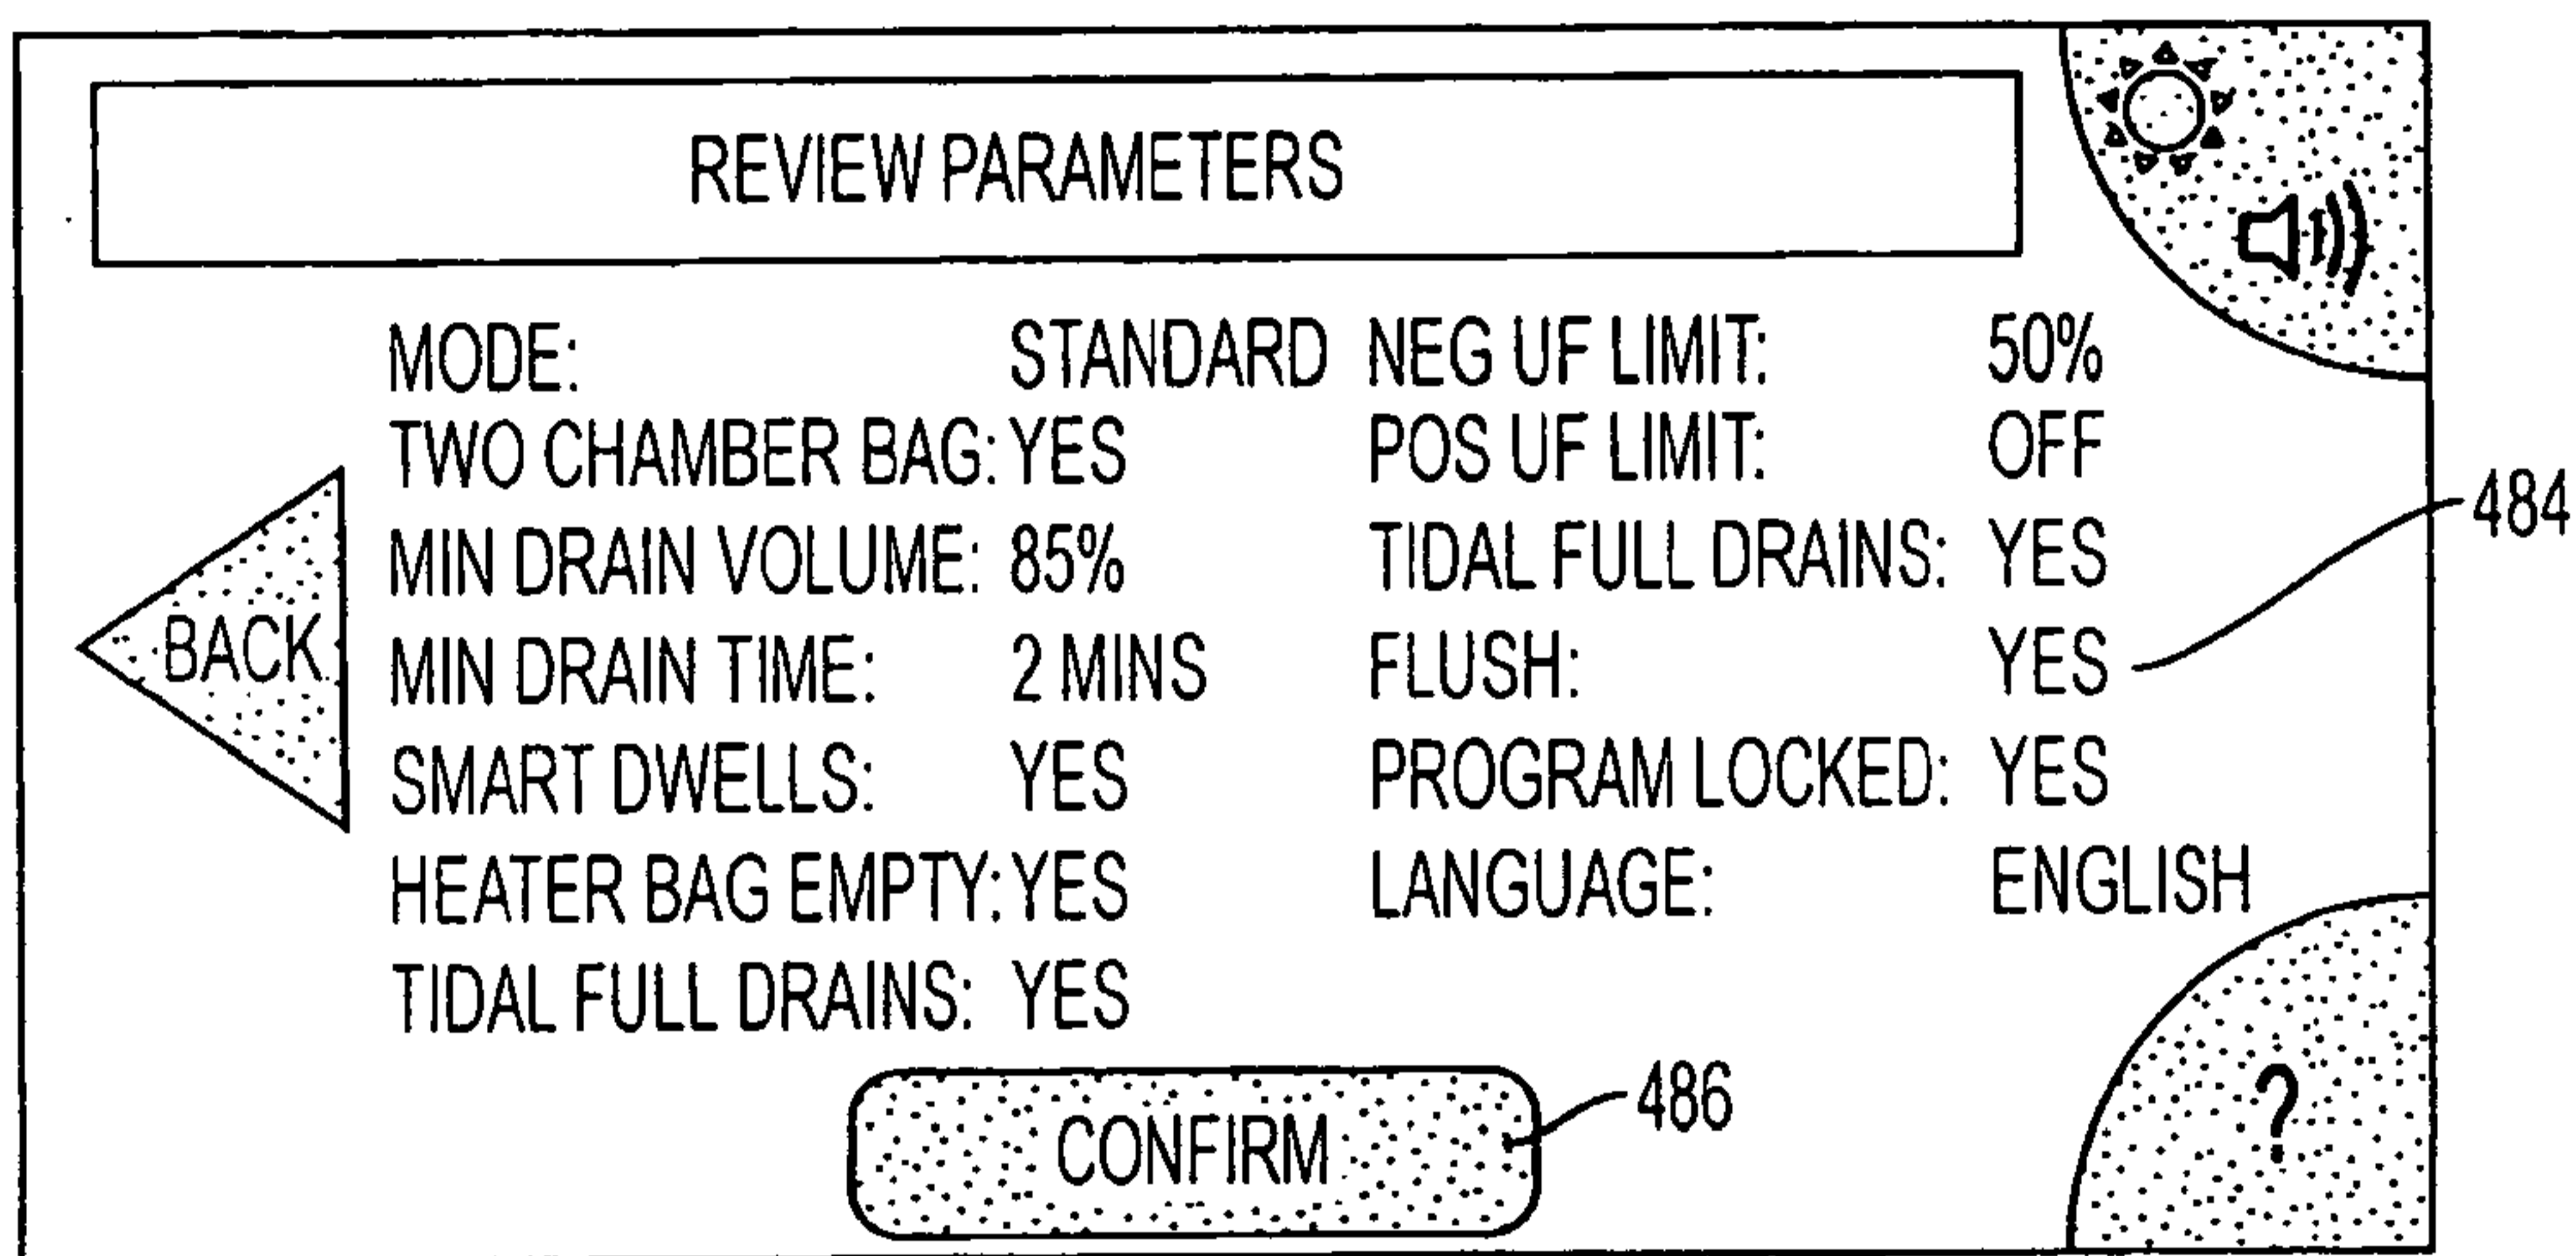 REVIEW PARAMETERS
MODE: STANDARD NEG UF LIMIT: 50%
TWO CHAMBER BAG: YES POS UF LIMIT: OFF
MIN DRAIN VOLUME: 85% TIDAL FULL DRAINS: YES
484
MIN DRAIN TIME: 2 MINS FLUSH: YES
BACK
SMART DWELLS: YES PROGRAM LOCKED: YES
HEATER BAG EMPTY: YES LANGUAGE: ENGLISH
TIDAL FULL DRAINS: YES
CONFIRM
486
?